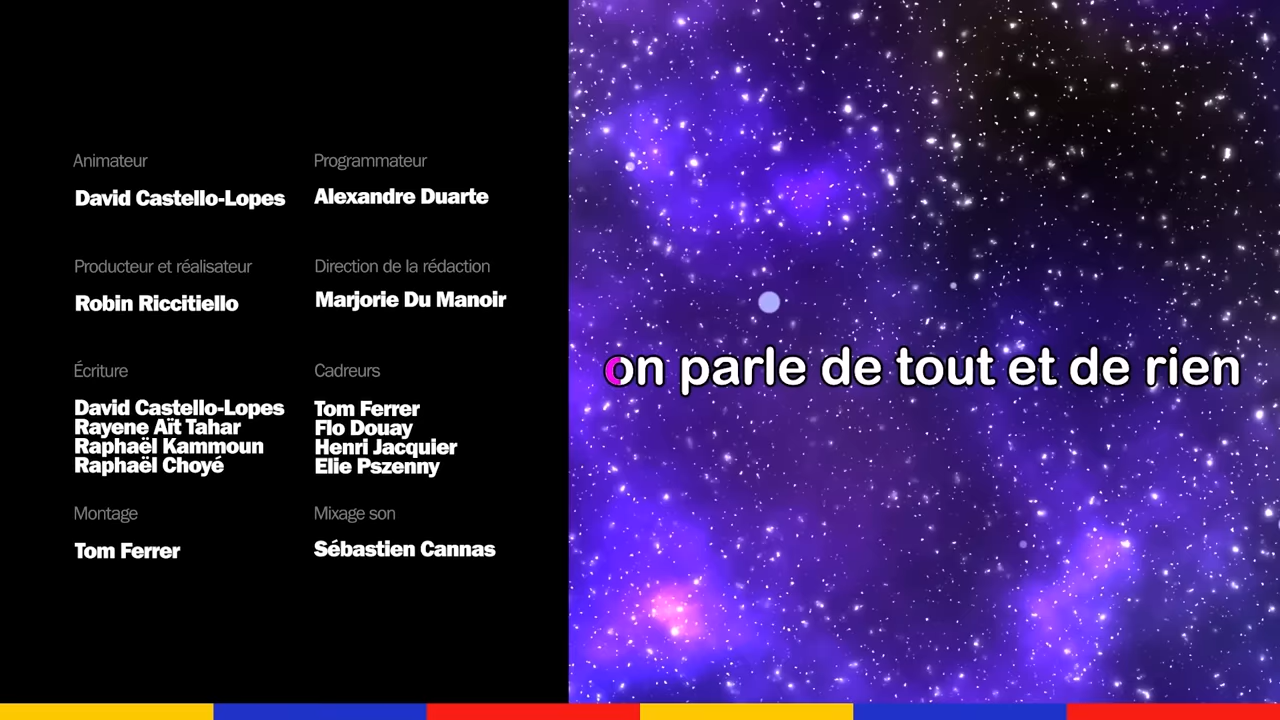 Animateur
David Castello-Lopes
Programmateur
Alexandre Duarte
Producteur et réalisateur
Robin Riccitiello
Direction de la rédaction
Marjorie Du Manoir
Écriture
David Castello-Lopes
Rayene Aït Tahar
Raphaël Kammoun
Raphaël Choyé
Cadreurs
Tom Ferrer
Flo Douay
Henri Jacquier
Elie Pszenny
Montage
Tom Ferrer
Mixage son
Sébastien Cannas
on parle de tout et de rien